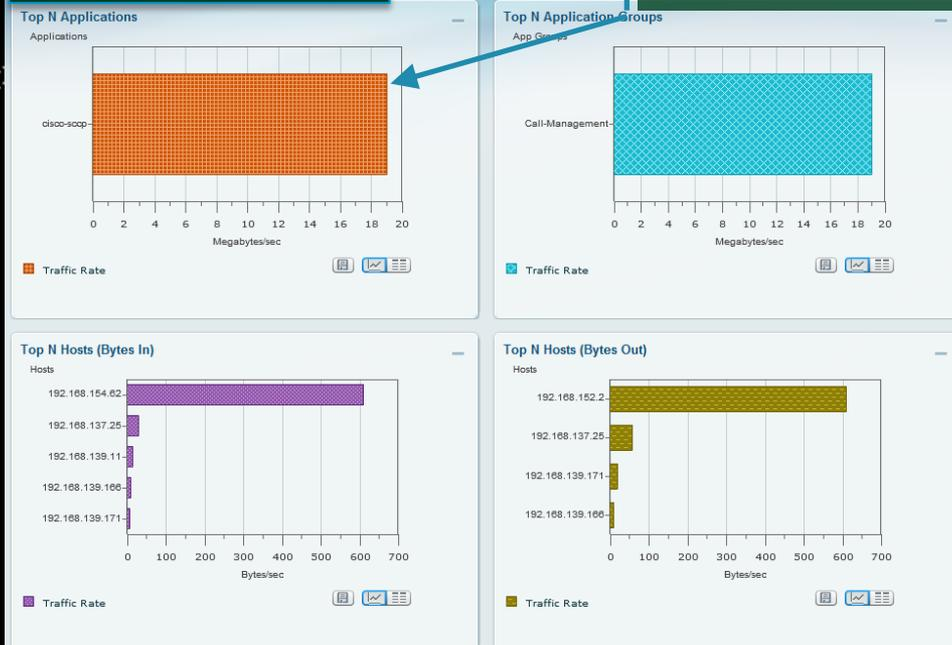 Top N Applications
Applications
cisco-sccp
0 2 4 6 8 10 12 14 16 18 20
Megabytes/sec
Traffic Rate
Top N Application Groups
App Groups
Call-Management
0 2 4 6 8 10 12 14 16 18 20
Megabytes/sec
Traffic Rate
Top N Hosts (Bytes In)
Hosts
192.168.154.62
192.168.137.25
192.168.139.11
192.168.139.166
192.168.139.171
0 100 200 300 400 500 600 700
Bytes/sec
Traffic Rate
Top N Hosts (Bytes Out)
Hosts
192.168.152.2
192.168.137.25
192.168.139.171
192.168.139.166
0 100 200 300 400 500 600 700
Bytes/sec
Traffic Rate